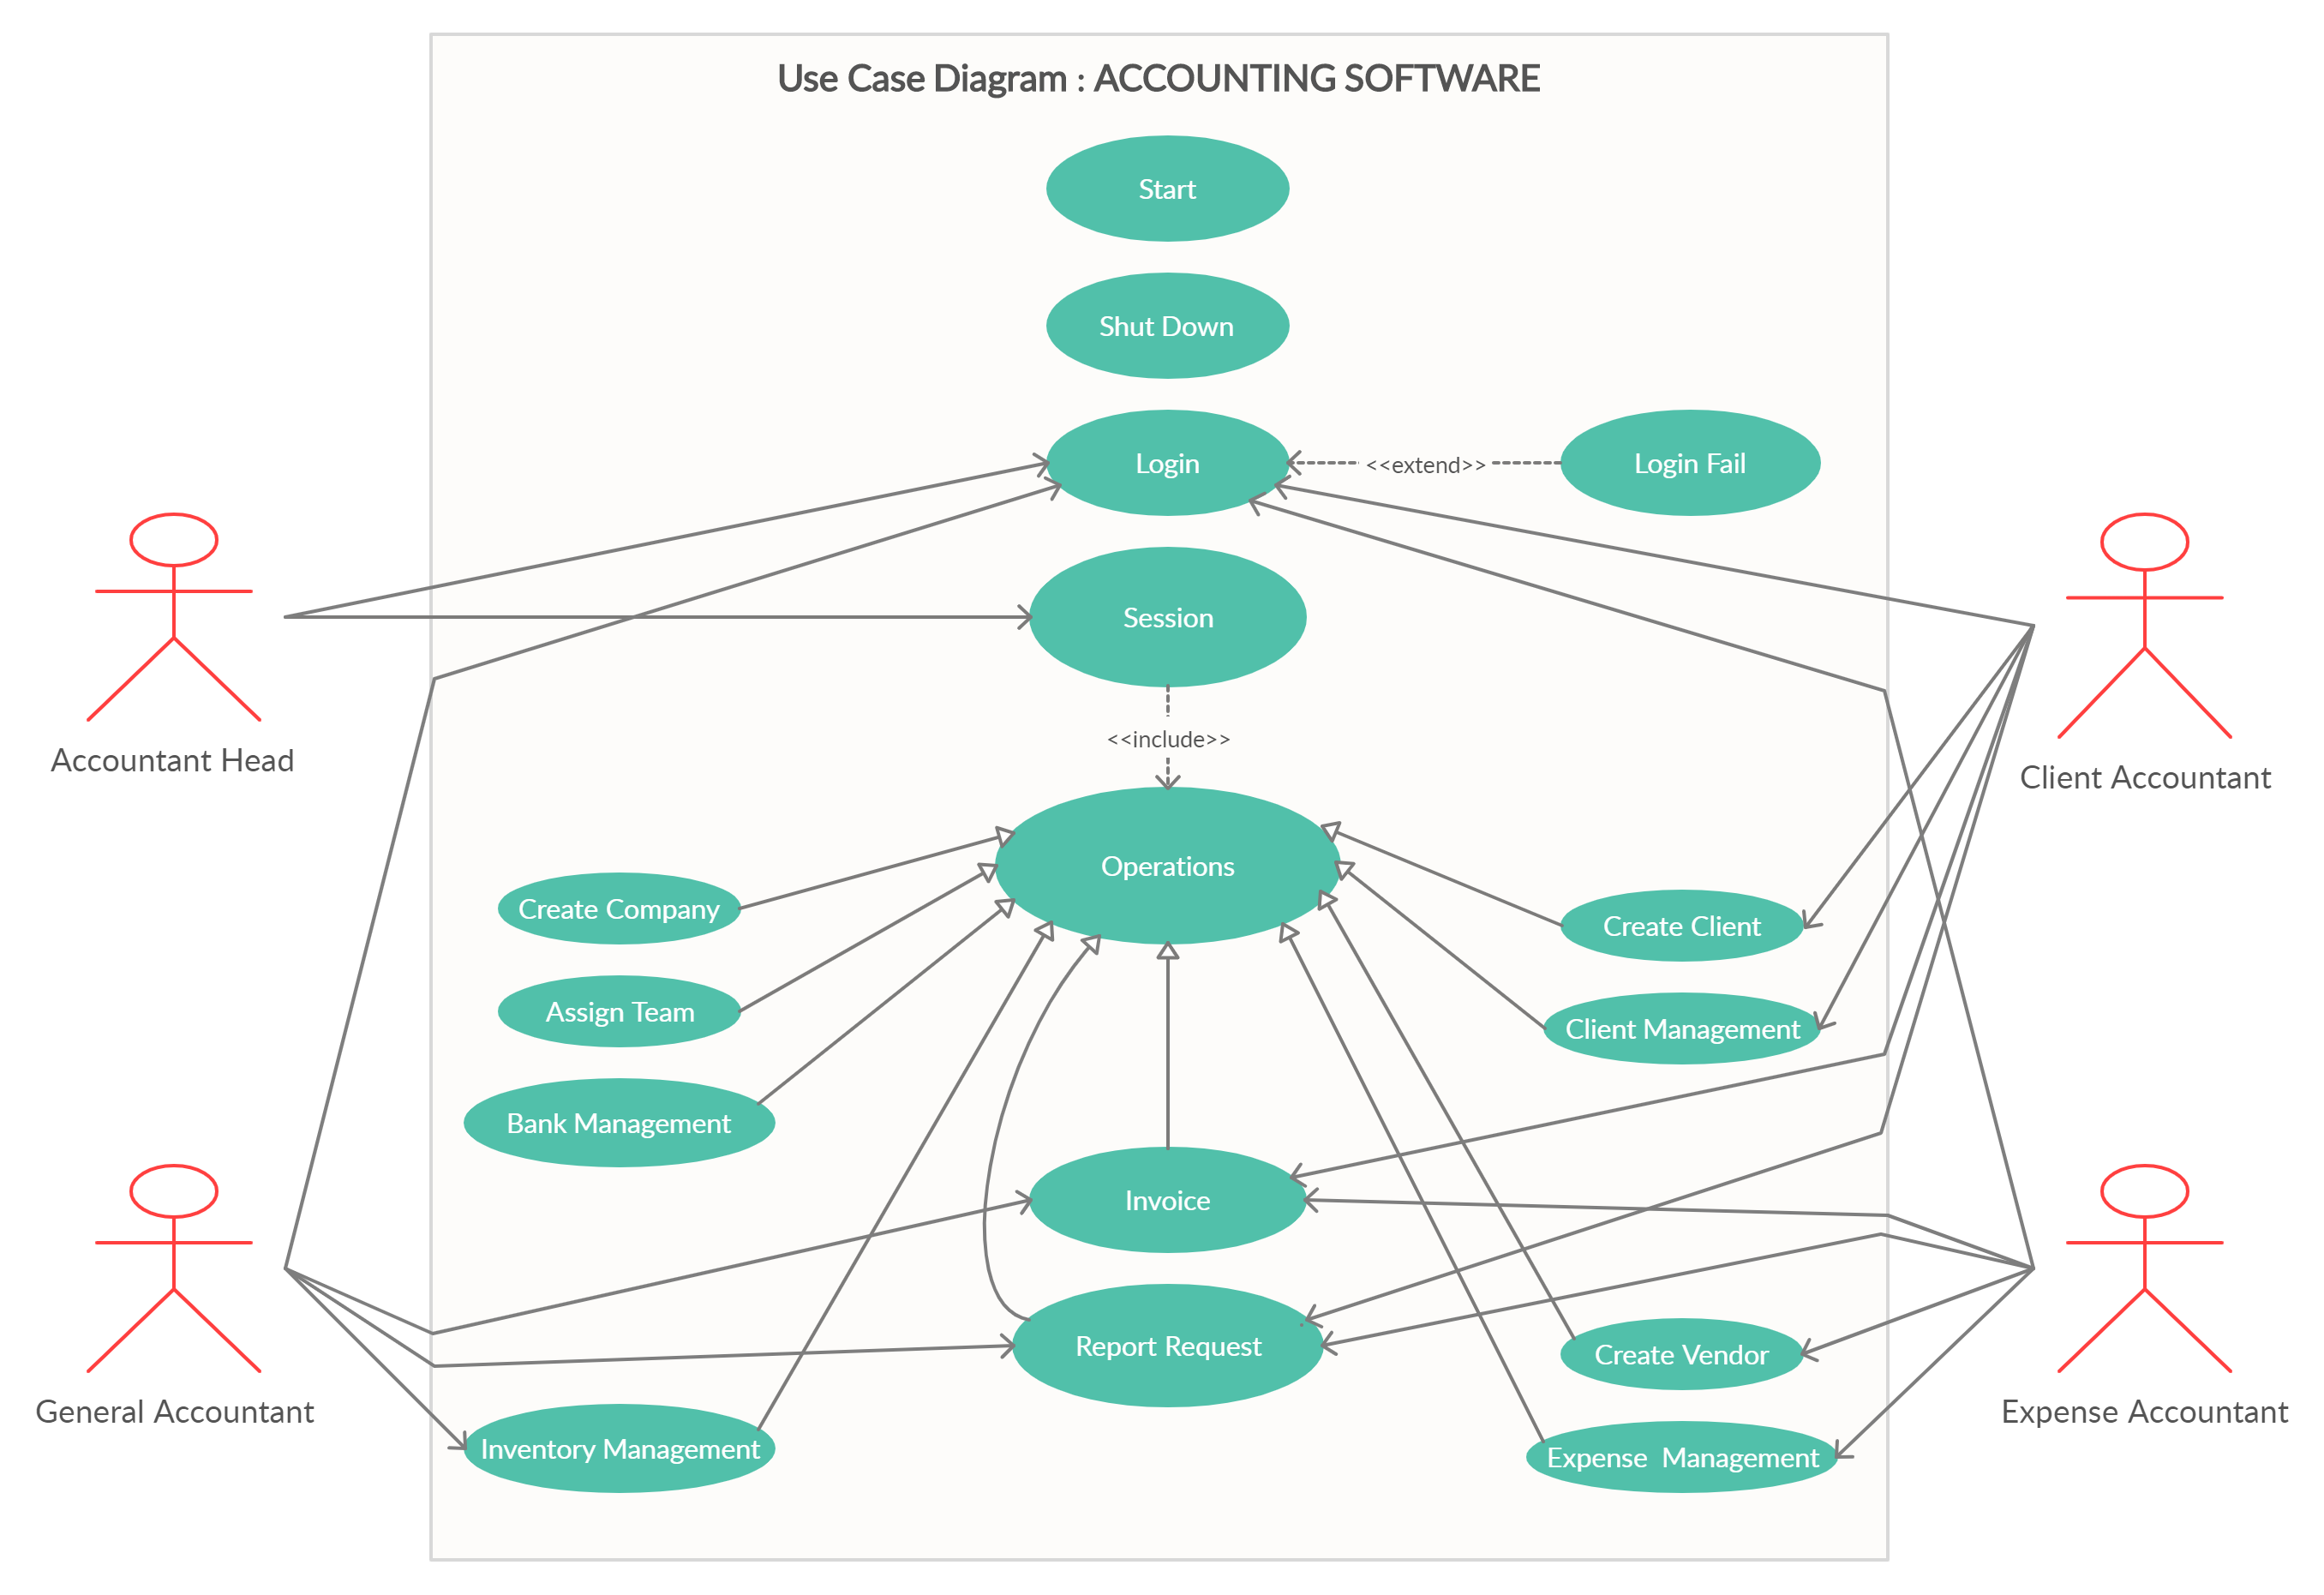 Use Case Diagram : ACCOUNTING SOFTWARE
Start
Shut Down
Login
<<extend>>
Login Fail
Session
<<include>>
Accountant Head
Client Accountant
Operations
Create Company
Create Client
Assign Team
Client Management
Bank Management
Invoice
Report Request
Create Vendor
General Accountant
Expense Accountant
Inventory Management
Expense  Management